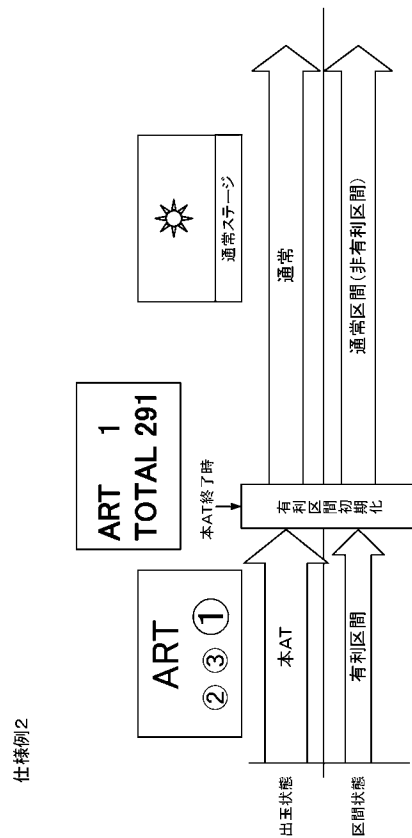 仕様例2
ART
② ③ ①
ART 1
TOTAL 291
通常ステージ
本AT終了時
出玉状態
本AT
通常
有利区間初期化
区間状態
有利区間
通常区間(非有利区間)